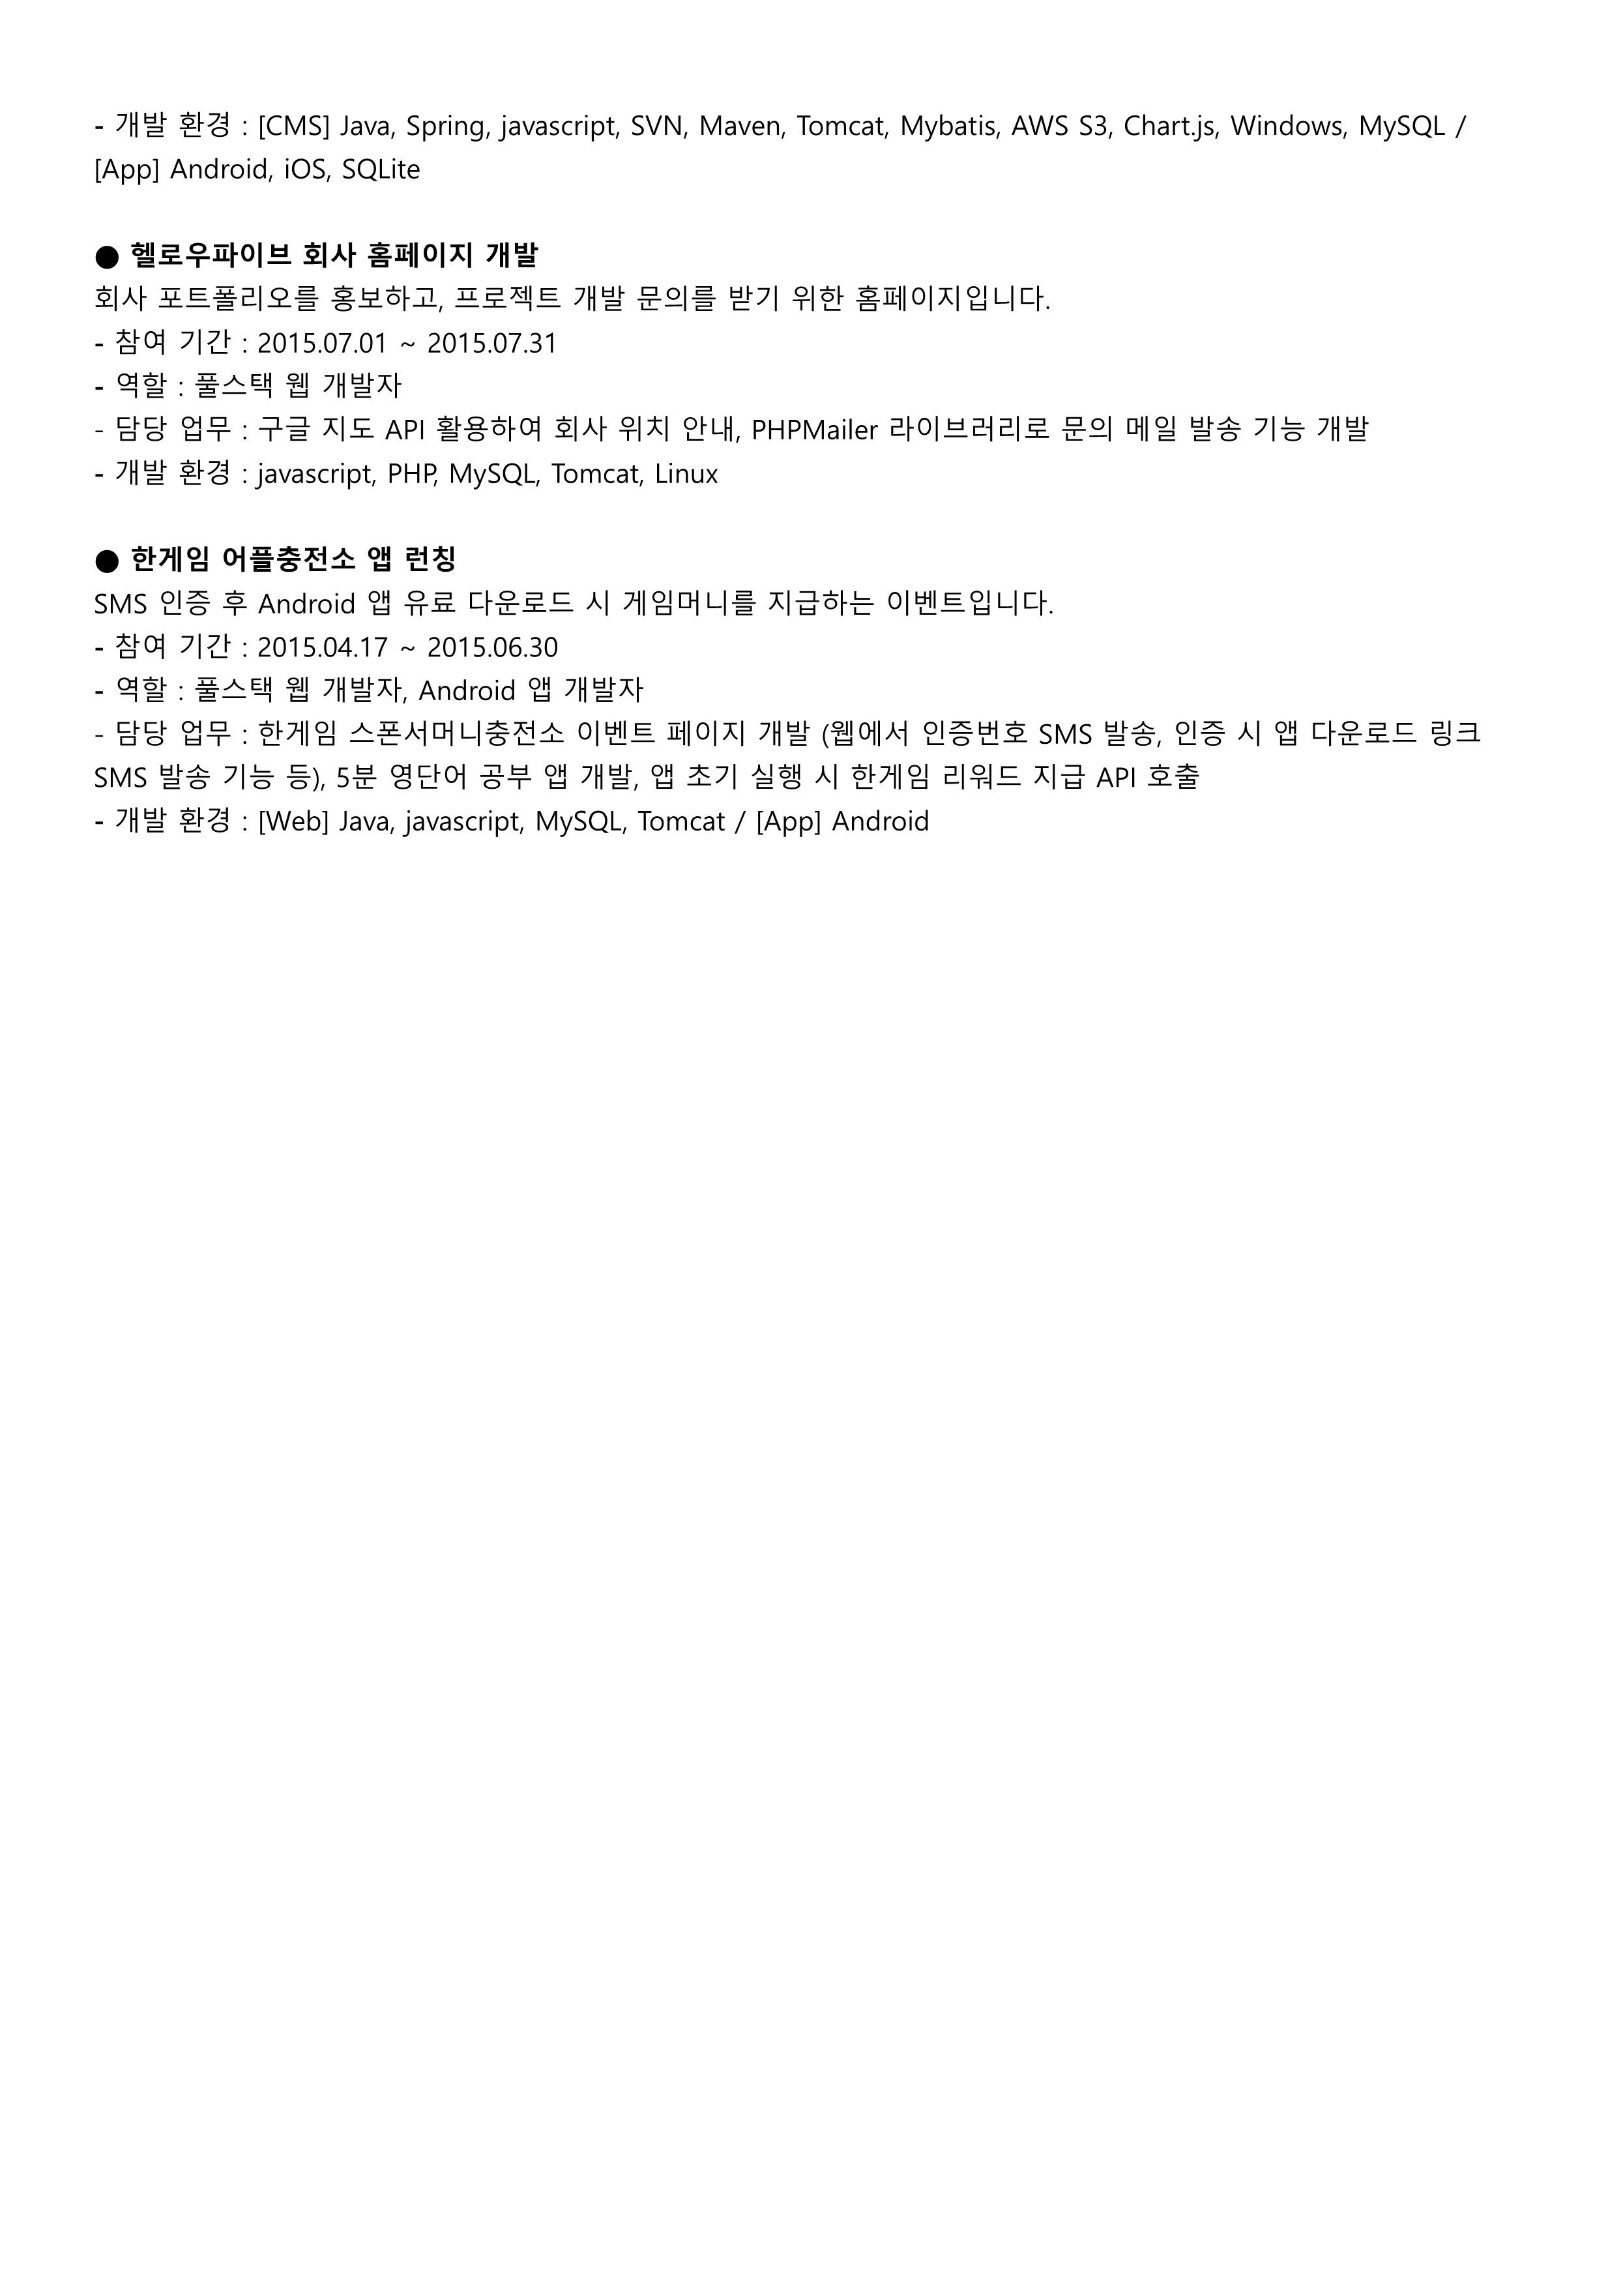 - 개발 환경 : [CMS] Java, Spring, javascript, SVN, Maven, Tomcat, Mybatis, AWS S3, Chart.js, Windows, MySQL /
[App] Android, iOS, SQLite
● 헬로우파이브 회사 홈페이지 개발
회사 포트폴리오를 홍보하고, 프로젝트 개발 문의를 받기 위한 홈페이지입니다.
- 참여 기간 : 2015.07.01 ~ 2015.07.31
- 역할 : 풀스택 웹 개발자
- 담당 업무 : 구글 지도 API 활용하여 회사 위치 안내, PHPMailer 라이브러리로 문의 메일 발송 기능 개발
- 개발 환경 : javascript, PHP, MySQL, Tomcat, Linux
● 한게임 어플충전소 앱 런칭
SMS 인증 후 Android 앱 유료 다운로드 시 게임머니를 지급하는 이벤트입니다.
- 참여 기간 : 2015.04.17 ~ 2015.06.30
- 역할 : 풀스택 웹 개발자, Android 앱 개발자
- 담당 업무 : 한게임 스폰서머니충전소 이벤트 페이지 개발 (웹에서 인증번호 SMS 발송, 인증 시 앱 다운로드 링크
SMS 발송 기능 등), 5분 영단어 공부 앱 개발, 앱 초기 실행 시 한게임 리워드 지급 API 호출
- 개발 환경 : [Web] Java, javascript, MySQL, Tomcat / [App] Android